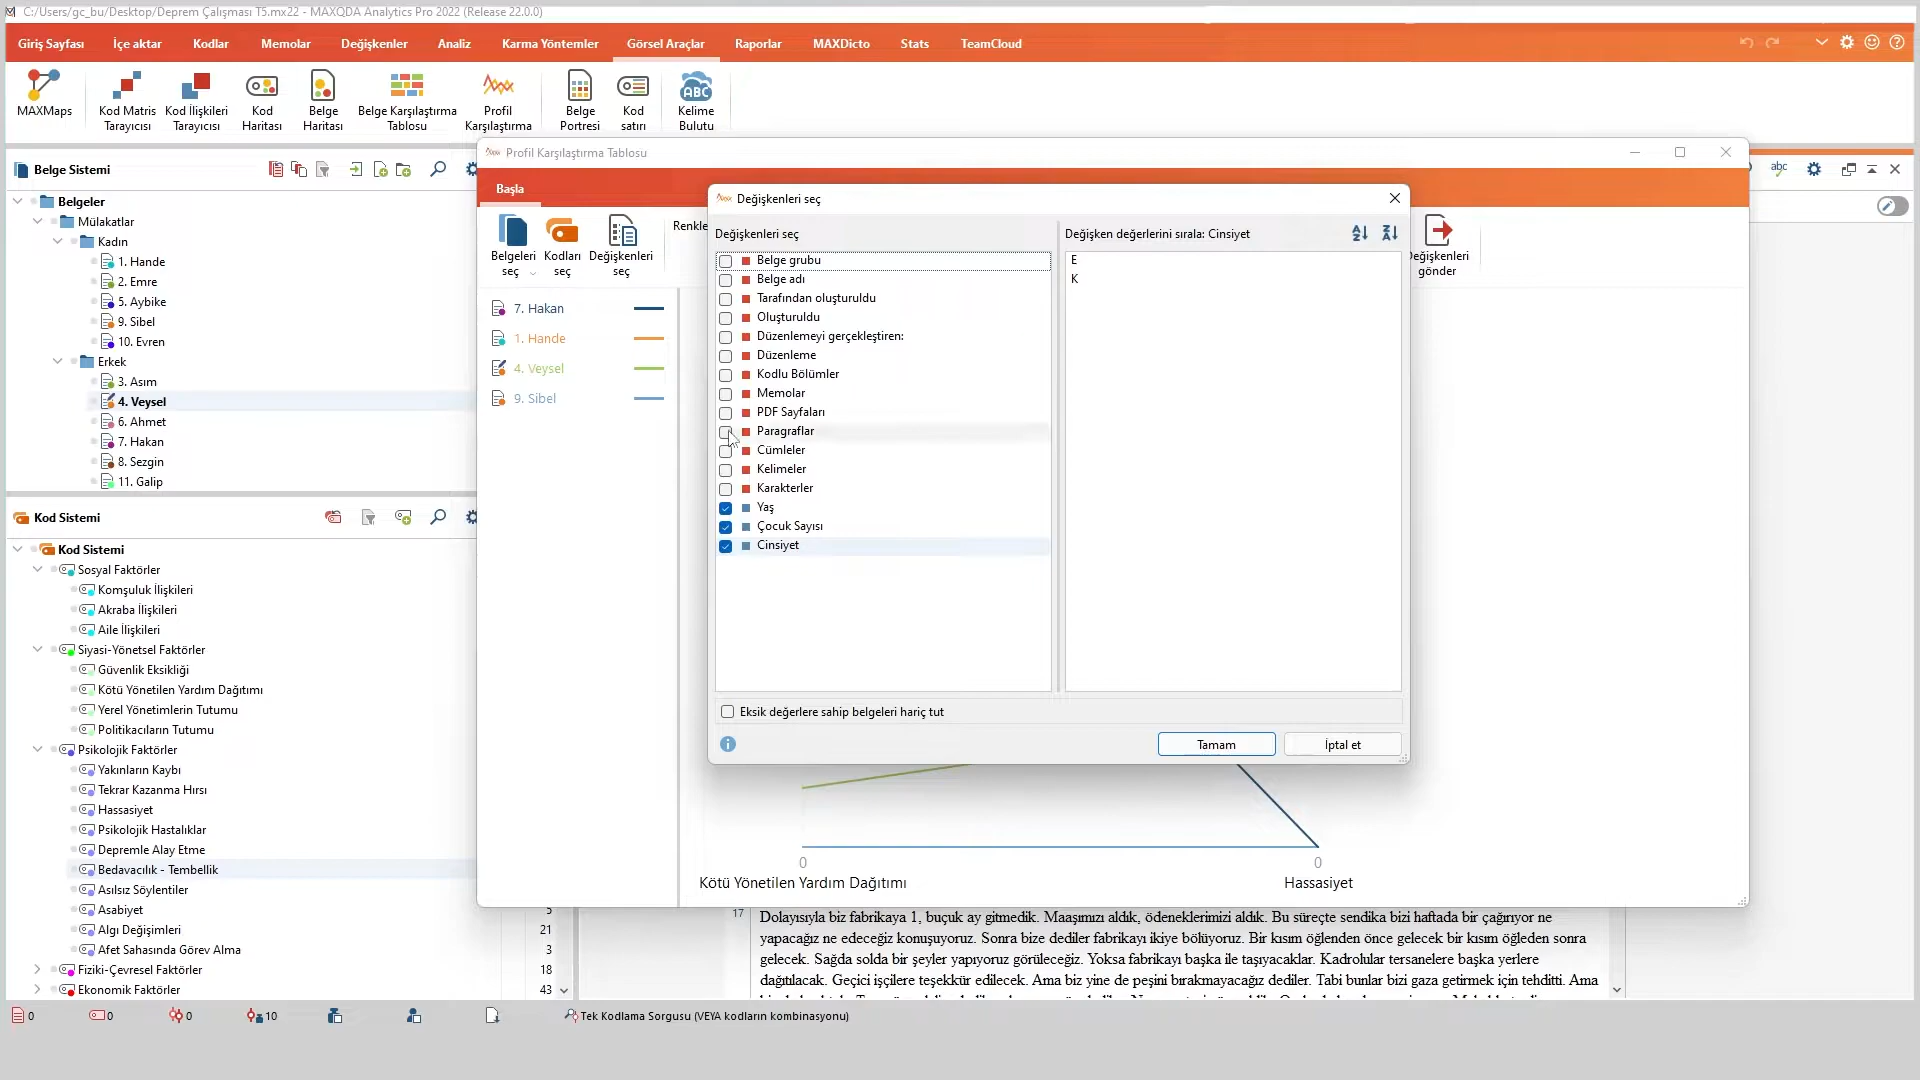 C:/Users/gc_bu/Desktop/Deprem Çalışması T5.mx22 - MAXQDA Analytics Pro 2022 (Release 22.0.0)
Giriş Sayfası İçe aktar Kodlar Memolar Değişkenler Analiz Karma Yöntemler Görsel Araçlar Raporlar MAXDicto Stats TeamCloud
MAXMaps
Kod Matris Tarayıcısı
Kod İlişkileri Tarayıcısı
Kod Haritası
Belge Haritası
Belge Karşılaştırma Tablosu
Profil Karşılaştırma
Belge Portresi
Kod satırı
ABC
Kelime Bulutu
Belge Sistemi
Belgeler
Mülakatlar
Kadın
1. Hande
2. Emre
5. Aybike
9. Sibel
10. Evren
Erkek
3. Asım
4. Veysel
6. Ahmet
7. Hakan
8. Sezgin
11. Galip
Kod Sistemi
Kod Sistemi
Sosyal Faktörler
Komşuluk İlişkileri
Akraba İlişkileri
Aile İlişkileri
Siyasi-Yönetsel Faktörler
Güvenlik Eksikliği
Kötü Yönetilen Yardım Dağıtımı
Yerel Yönetimlerin Tutumu
Politikacıların Tutumu
Psikolojik Faktörler
Yakınların Kaybı
Tekrar Kazanma Hırsı
Hassasiyet
Psikolojik Hastalıklar
Depremle Alay Etme
Bedavacılık - Tembellik
Asılsız Söylentiler
Asabiyet 5
Algı Değişimleri 21
Afet Sahasında Görev Alma 3
Fiziki-Çevresel Faktörler 18
Ekonomik Faktörler 43
Profil Karşılaştırma Tablosu
Başla
Belgeleri seç
Kodları seç
Değişkenleri seç
Renkle
eğişkenleri gönder
abc
7. Hakan
1. Hande
4. Veysel
9. Sibel
Değişkenleri seç
Değişkenleri seç
Belge grubu
Belge adı
Tarafından oluşturuldu
Oluşturuldu
Düzenlemeyi gerçekleştiren:
Düzenleme
Kodlu Bölümler
Memolar
PDF Sayfaları
Paragraflar
Cümleler
Kelimeler
Karakterler
Yaş
Çocuk Sayısı
Cinsiyet
Değişken değerlerini sırala: Cinsiyet
E
K
Eksik değerlere sahip belgeleri hariç tut
Tamam İptal et
0 0
Kötü Yönetilen Yardım Dağıtımı Hassasiyet
17 Dolayısıyla biz fabrikaya 1, buçuk ay gitmedik. Maaşımızı aldık, ödeneklerimizi aldık. Bu süreçte sendika bizi haftada bir çağırıyor ne
yapacağız ne edeceğiz konuşuyoruz. Sonra bize dediler fabrikayı ikiye bölüyoruz. Bir kısım öğlenden önce gelecek bir kısım öğleden sonra
gelecek. Sağda solda bir şeyler yapıyoruz görüleceğiz. Yoksa fabrikayı başka ile taşıyacaklar. Kadrolular tersanelere başka yerlere
dağıtılacak. Geçici işçilere teşekkür edilecek. Ama biz yine de peşini bırakmayacağız dediler. Tabi bunlar bizi gaza getirmek için tehditti. Ama
0 0 0 10 Tek Kodlama Sorgusu (VEYA kodların kombinasyonu)